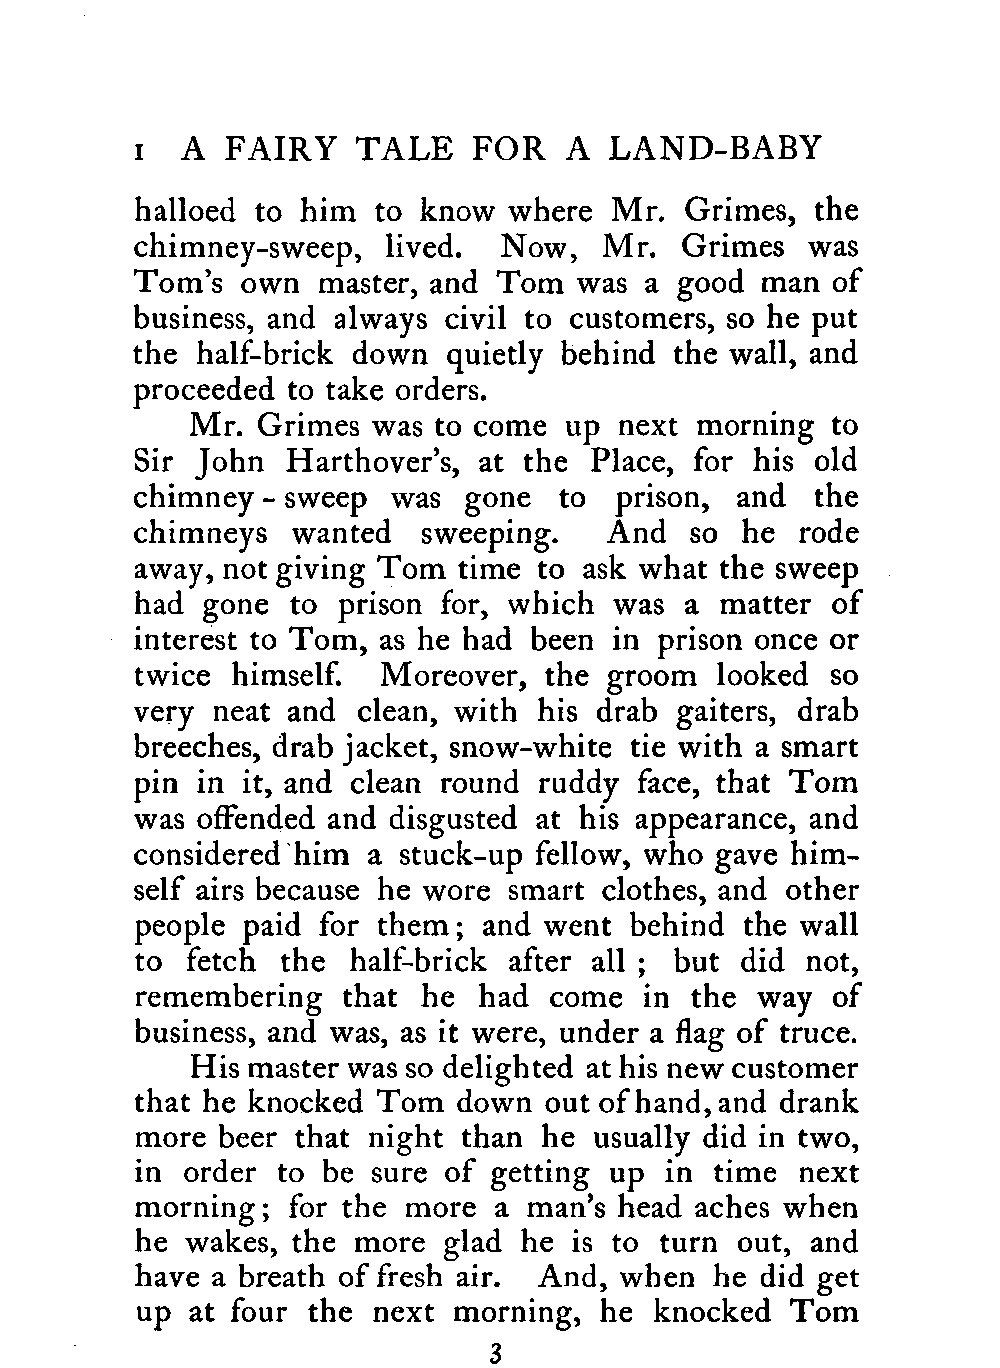 I A FAIRY TALE FOR A LAND-BABY
halloed to him to know where Mr. Grimes, the
chimney-sweep, lived. Now, Mr. Grimes was
Tom's own master, and Tom was a good man of
business, and always civil to customers, so he put
the half-brick down quietly behind the wall, and
proceeded to take orders.
Mr. Grimes was to come up next morning to
Sir John Harthover's, at the Place, for his old
chimney-sweep was gone to prison, and the
chimneys wanted sweeping. And so he rode
away, not giving Tom time to ask what the sweep
had gone to prison for, which was a matter of
interest to Tom, as he had been in prison once or
twice himself. Moreover, the groom looked so
very neat and clean, with his drab gaiters, drab
breeches, drab jacket, snow-white tie with a smart
pin in it, and clean round ruddy face, that Tom
was offended and disgusted at his appearance, and
considered him a stuck-up fellow, who gave him-
self airs because he wore smart clothes, and other
people paid for them; and went behind the wall
to fetch the half-brick after all; but did not,
remembering that he had come in the way of
business, and was, as it were, under a flag of truce.
His master was so delighted at his new customer
that he knocked Tom down out of hand, and drank
more beer that night than he usually did in two,
in order to be sure of getting up in time next
morning; for the more a man's head aches when
he wakes, the more glad he is to turn out, and
have a breath of fresh air. And, when he did get
up at four the next morning, he knocked Tom
3